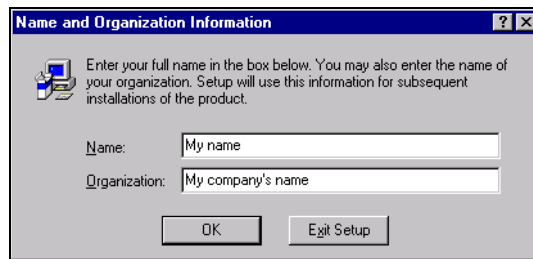 Name and Organization Information
Enter your full name in the box below. You may also enter the name of
your organization. Setup will use this information for subsequent
installations of the product.
Name: My name
Organization: My company's name
OK Exit Setup